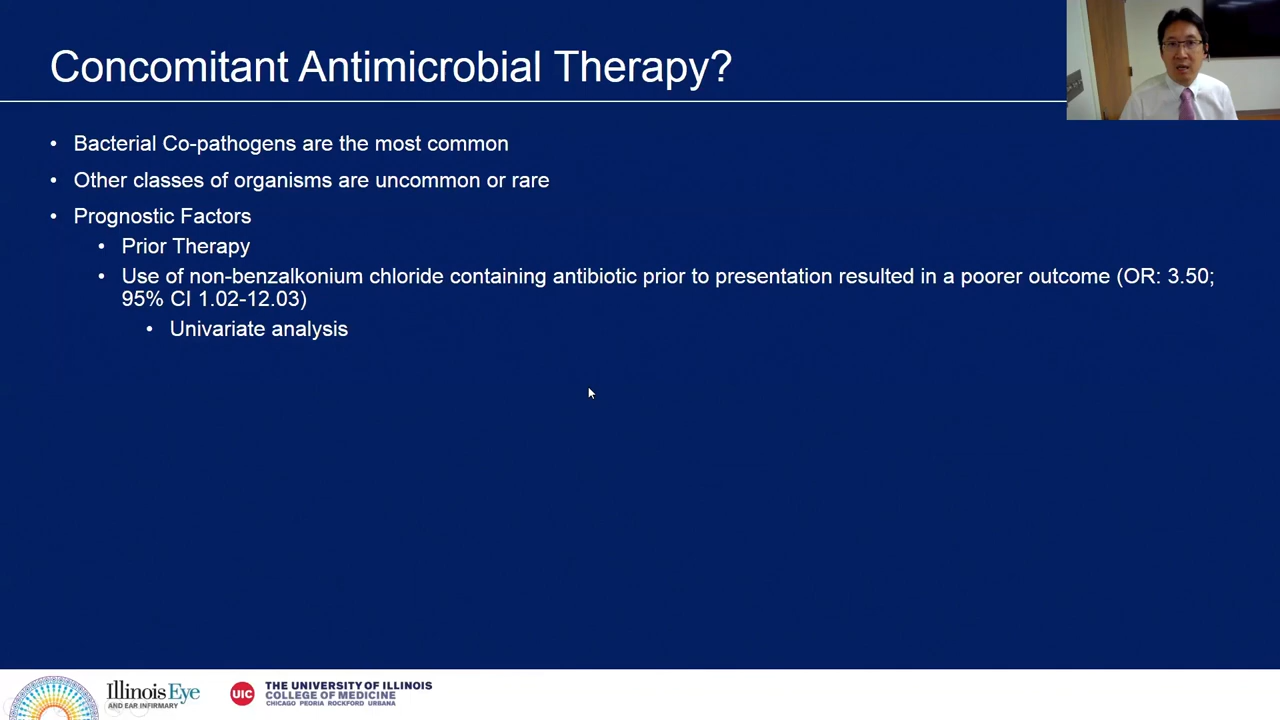 Concomitant Antimicrobial Therapy?
• Bacterial Co-pathogens are the most common
• Other classes of organisms are uncommon or rare
• Prognostic Factors
• Prior Therapy
• Use of non-benzalkonium chloride containing antibiotic prior to presentation resulted in a poorer outcome (OR: 3.50;
95% CI 1.02-12.03)
• Univariate analysis
Illinois Eye
AND EAR INFIRMARY
UIC
THE UNIVERSITY OF ILLINOIS
COLLEGE OF MEDICINE
CHICAGO PEORIA ROCKFORD URBANA